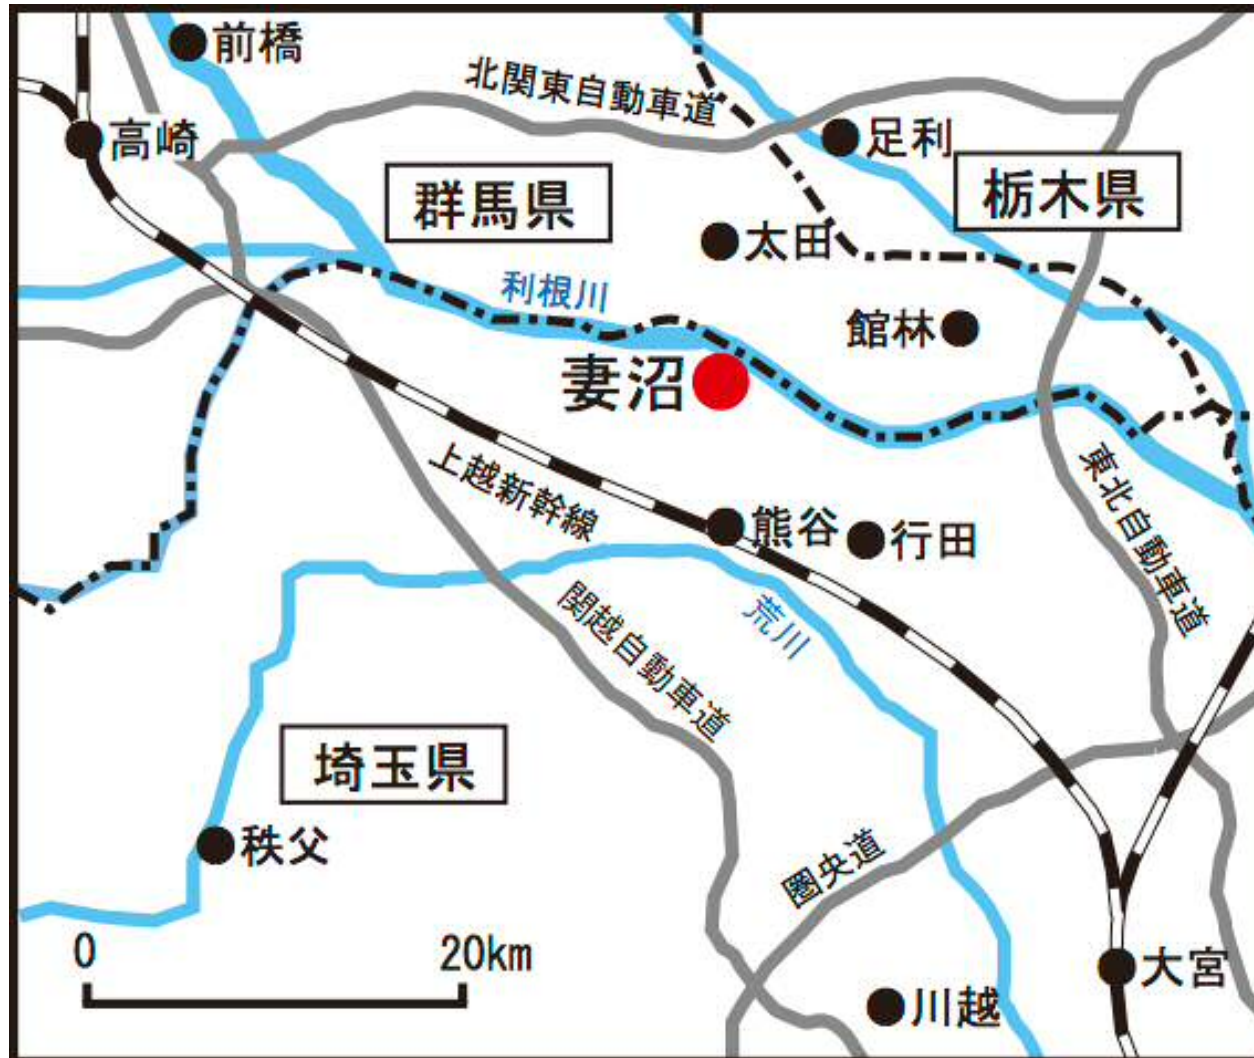 前橋
北関東自動車道
高崎
足利
群馬県
栃木県
太田
利根川
館林
妻沼
上越新幹線
東北自動車道
熊谷
行田
関越自動車道
荒川
埼玉県
秩父
圏央道
0 20km
大宮
川越